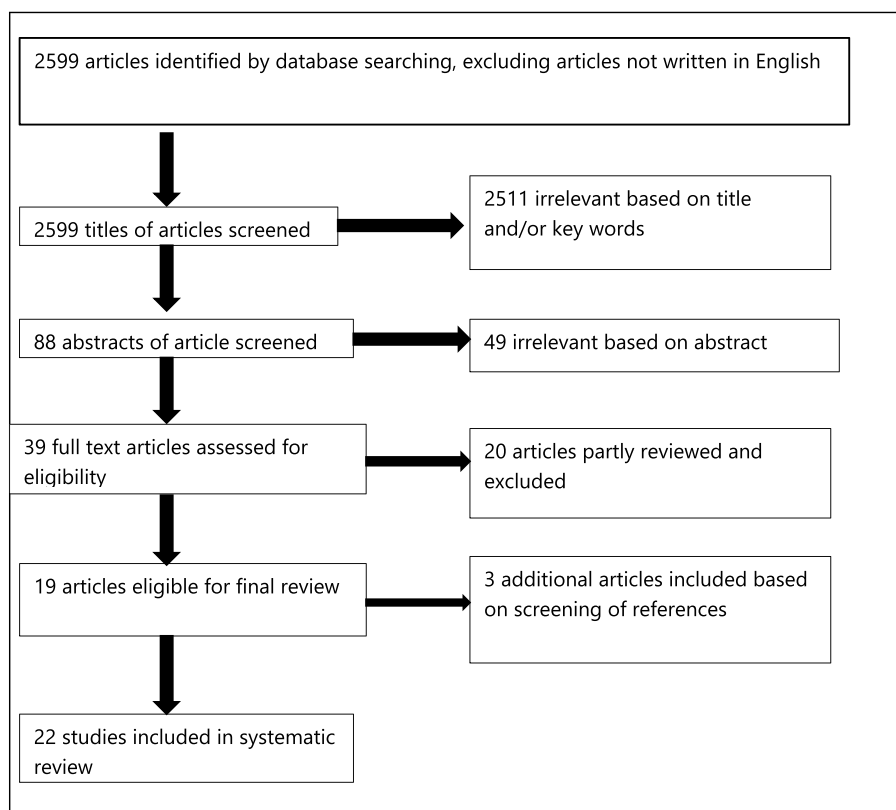 2599 articles identified by database searching, excluding articles not written in English
2599 titles of articles screened
2511 irrelevant based on title
and/or key words
88 abstracts of article screened
49 irrelevant based on abstract
39 full text articles assessed for
eligibility
20 articles partly reviewed and
excluded
19 articles eligible for final review
3 additional articles included based
on screening of references
22 studies included in systematic
review